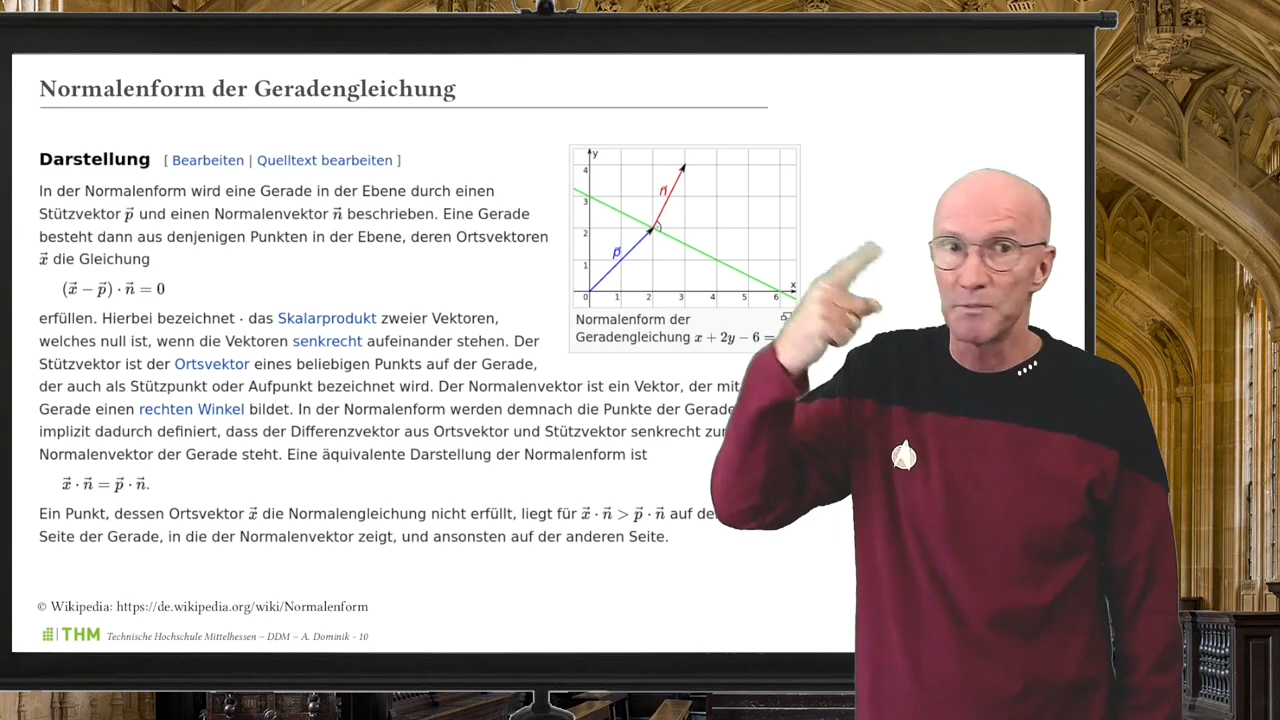 Normalenform der Geradengleichung
Darstellung [ Bearbeiten | Quelltext bearbeiten ]
In der Normalenform wird eine Gerade in der Ebene durch einen
Stützvektor p⃗ und einen Normalenvektor n⃗ beschrieben. Eine Gerade
besteht dann aus denjenigen Punkten in der Ebene, deren Ortsvektoren
x⃗ die Gleichung
(x⃗ − p⃗) · n⃗ = 0
erfüllen. Hierbei bezeichnet · das Skalarprodukt zweier Vektoren,
welches null ist, wenn die Vektoren senkrecht aufeinander stehen. Der
Stützvektor ist der Ortsvektor eines beliebigen Punkts auf der Gerade,
der auch als Stützpunkt oder Aufpunkt bezeichnet wird. Der Normalenvektor ist ein Vektor, der mit
Gerade einen rechten Winkel bildet. In der Normalenform werden demnach die Punkte der Gerade
implizit dadurch definiert, dass der Differenzvektor aus Ortsvektor und Stützvektor senkrecht zum
Normalenvektor der Gerade steht. Eine äquivalente Darstellung der Normalenform ist
x⃗ · n⃗ = p⃗ · n⃗.
Ein Punkt, dessen Ortsvektor x⃗ die Normalengleichung nicht erfüllt, liegt für x⃗ · n⃗ > p⃗ · n⃗ auf
Seite der Gerade, in die der Normalenvektor zeigt, und ansonsten auf der anderen Seite.
y
4
3
2
1
0 1 2 3 4 5 6 x
n⃗
p⃗
Normalenform der
Geradengleichung x + 2y − 6 =
© Wikipedia: https://de.wikipedia.org/wiki/Normalenform
THM Technische Hochschule Mittelhessen – DDM – A. Dominik - 10